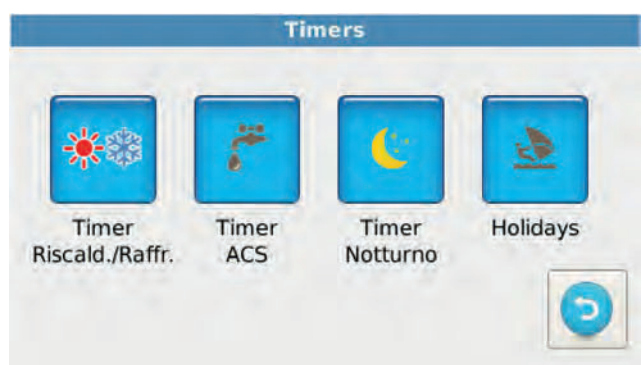 Timers
Timer
Riscald./Raffr.
Timer
ACS
Timer
Notturno
Holidays